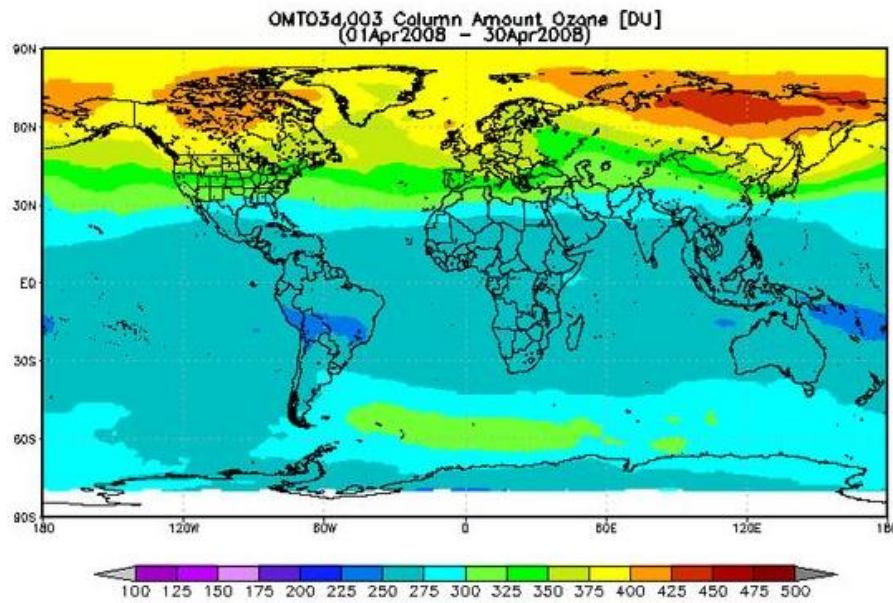 OMTO3d.003 Column Amount Ozone [DU]
(01Apr2008 - 30Apr2008)
90N
60N
30N
EQ
30S
60S
90S
180 120W 60W 0 60E 120E 180
100 125 150 175 200 225 250 275 300 325 350 375 400 425 450 475 500